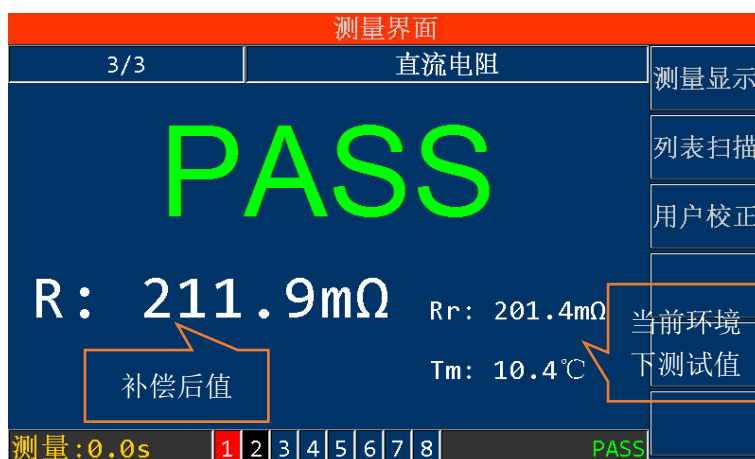 测量界面
3/3
直流电阻
测量显示
列表扫描
用户校正
PASS
R: 211.9mΩ
Rr: 201.4mΩ
Tm: 10.4℃
补偿后值
当前环境
下测试值
测量:0.0s
1 2 3 4 5 6 7 8
PASS